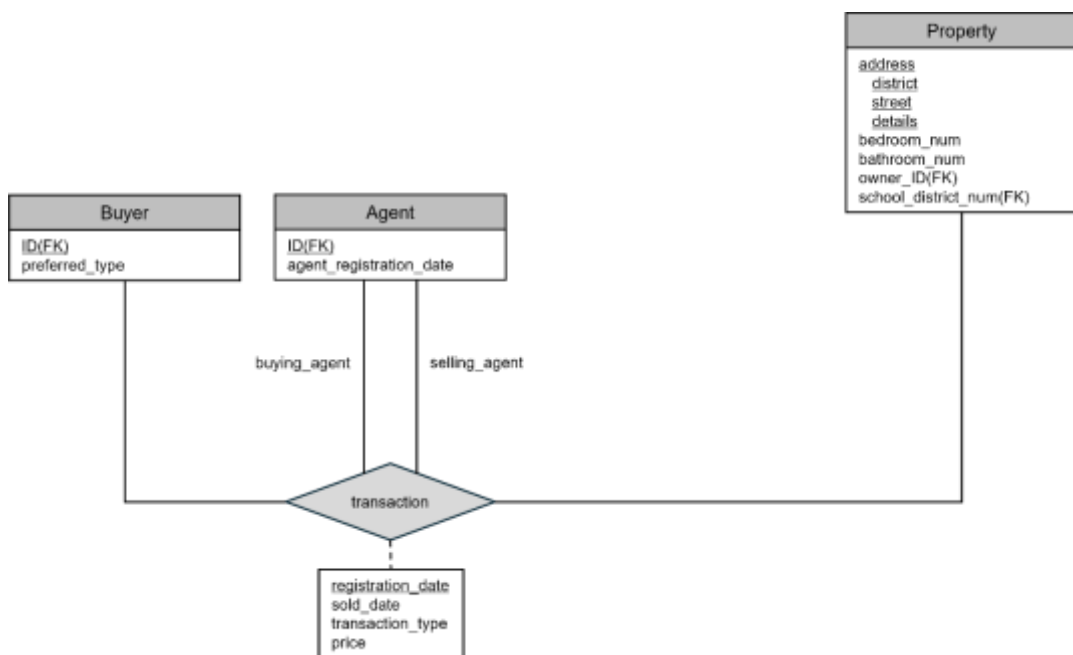 Property
address
district
street
details
bedroom_num
bathroom_num
owner_ID(FK)
school_district_num(FK)
Buyer
ID(FK)
preferred_type
Agent
ID(FK)
agent_registration_date
buying_agent
selling_agent
transaction
registration_date
sold_date
transaction_type
price